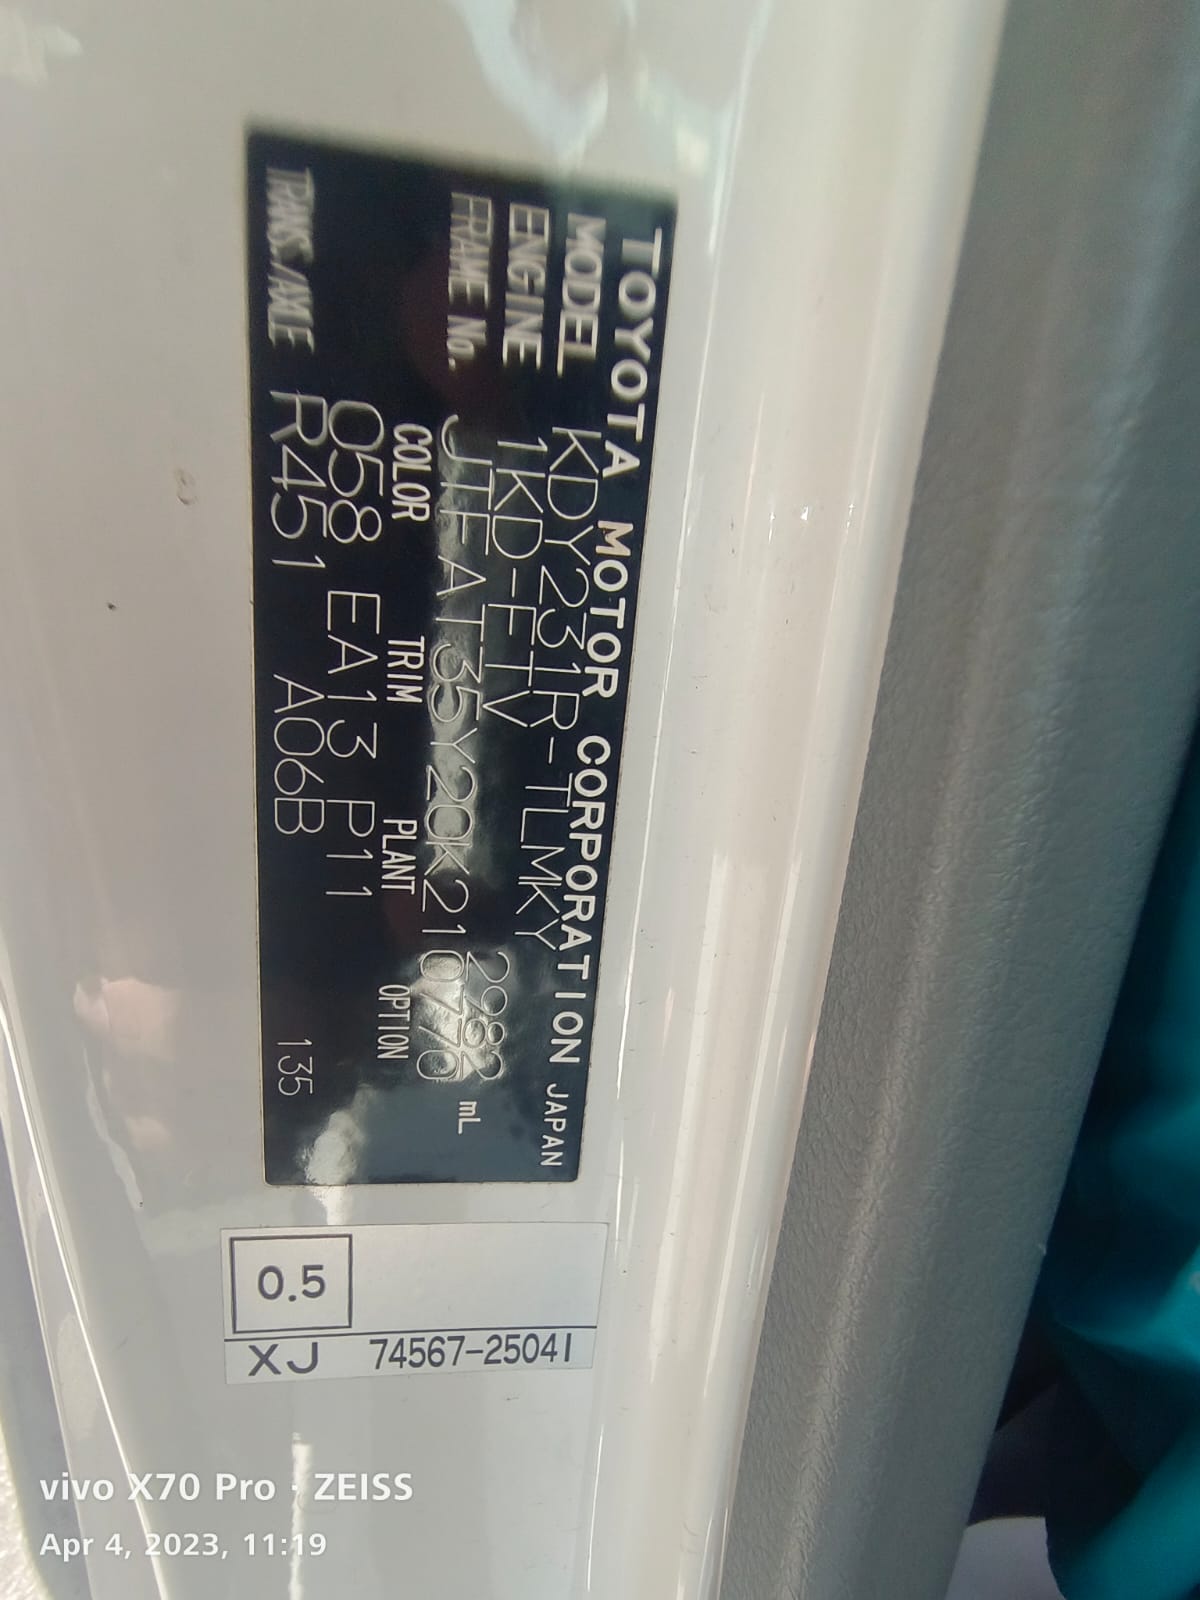 TOYOTA MOTOR CORPORATION JAPAN
MODEL KDY231R-TLMKY
ENGINE 1KD-FTV 2982 mL
FRAME No. JTFAT35Y20K210770
COLOR TRIM PLANT OPTION
058 EA13 P11
TRANS./AXLE R451 A06B 135
0.5
XJ 74567-25041
vivo X70 Pro · ZEISS
Apr 4, 2023, 11:19